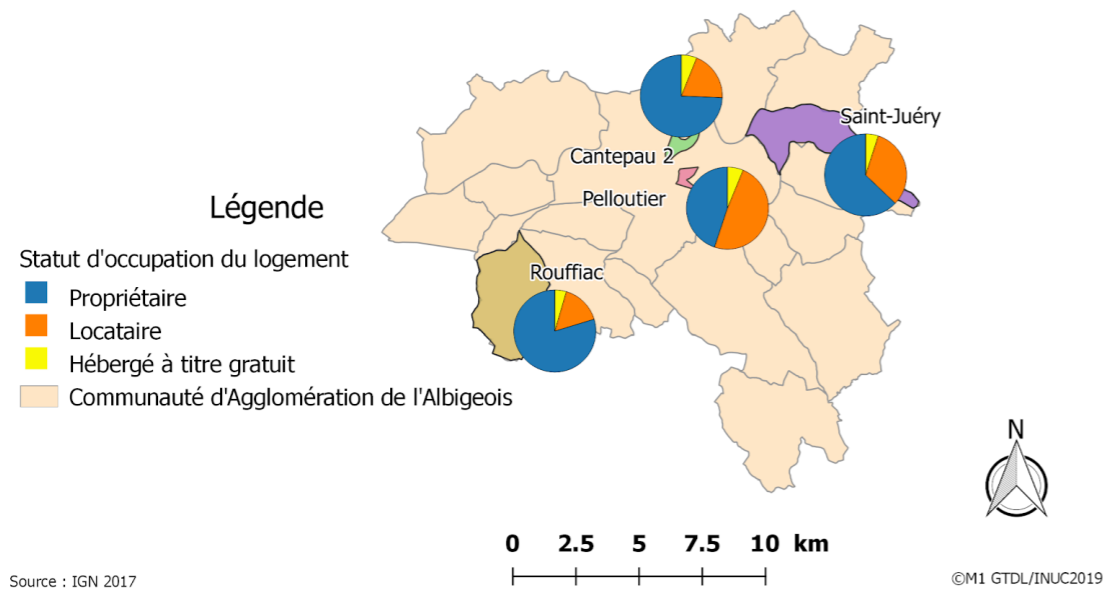 Saint-Juéry
Cantepau 2
Pelloutier
Légende
Statut d'occupation du logement
Rouffiac
Propriétaire
Locataire
Hébergé à titre gratuit
Communauté d'Agglomération de l'Albigeois
N
0 2.5 5 7.5 10 km
Source : IGN 2017
©M1 GTDL/INUC2019